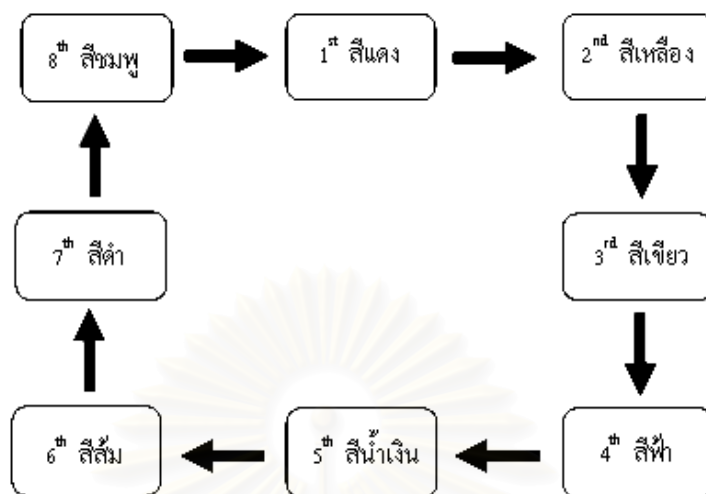 8th สีชมพู
1st สีแดง
2nd สีเหลือง
7th สีดำ
3rd สีเขียว
6th สีส้ม
5th สีน้ำเงิน
4th สีฟ้า